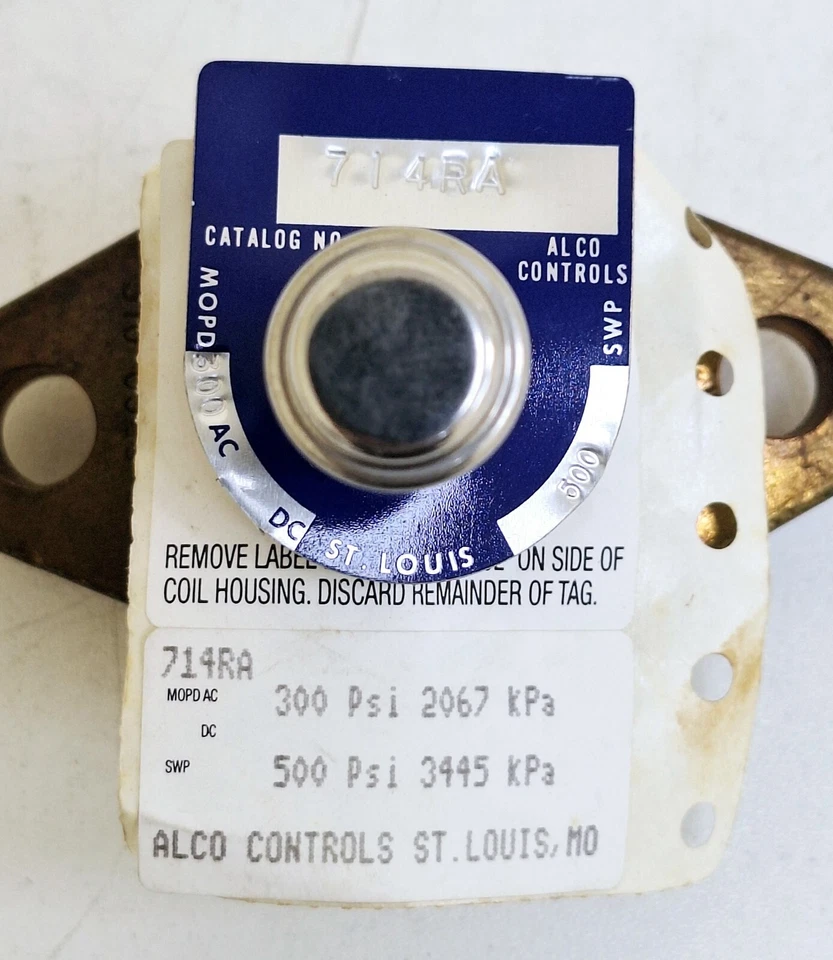 714RA
CATALOG NO
ALCO
CONTROLS
MOPD
300 AC
DC
SWP
500
ST. LOUIS
REMOVE LABEL ON SIDE OF
COIL HOUSING. DISCARD REMAINDER OF TAG.
714RA
MOPD AC 300 Psi 2067 kPa
DC
SWP 500 Psi 3445 kPa
ALCO CONTROLS ST.LOUIS,MO